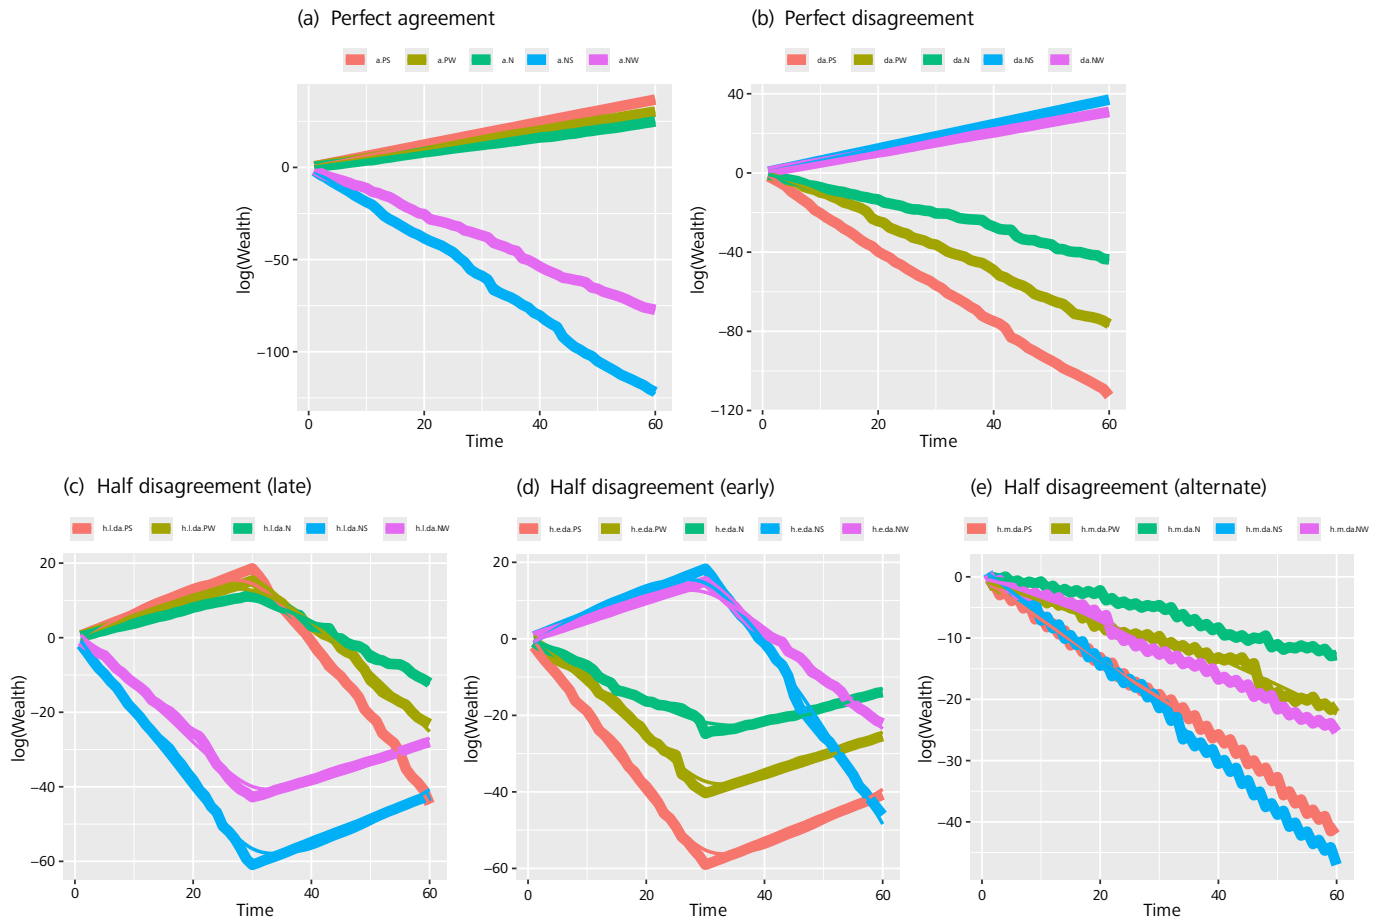 (a) Perfect agreement
a.PS a.PW a.N a.NS a.NW
0
−50
−100
log(Wealth)
0 20 40 60
Time
(b) Perfect disagreement
da.PS da.PW da.N da.NS da.NW
40
0
−40
−80
−120
log(Wealth)
0 20 40 60
Time
(c) Half disagreement (late)
h.l.da.PS h.l.da.PW h.l.da.N h.l.da.NS h.l.da.NW
20
0
−20
−40
−60
log(Wealth)
0 20 40 60
Time
(d) Half disagreement (early)
h.e.da.PS h.e.da.PW h.e.da.N h.e.da.NS h.e.da.NW
20
0
−20
−40
−60
log(Wealth)
0 20 40 60
Time
(e) Half disagreement (alternate)
h.m.da.PS h.m.da.PW h.m.da.N h.m.da.NS h.m.da.NW
0
−10
−20
−30
−40
log(Wealth)
0 20 40 60
Time